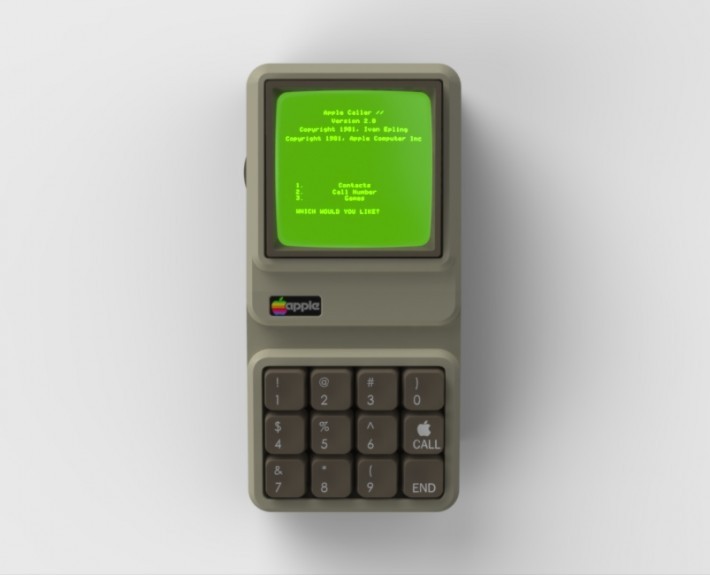 Apple Caller //
Version 2.0
Copyright 1981, Ivan Epling
Copyright 1981, Apple Computer Inc
1. Contacts
2. Call Number
3. Games
WHICH WOULD YOU LIKE?
apple
! @ # )
1 2 3 0
$ % ^
4 5 6 CALL
& * (
7 8 9 END